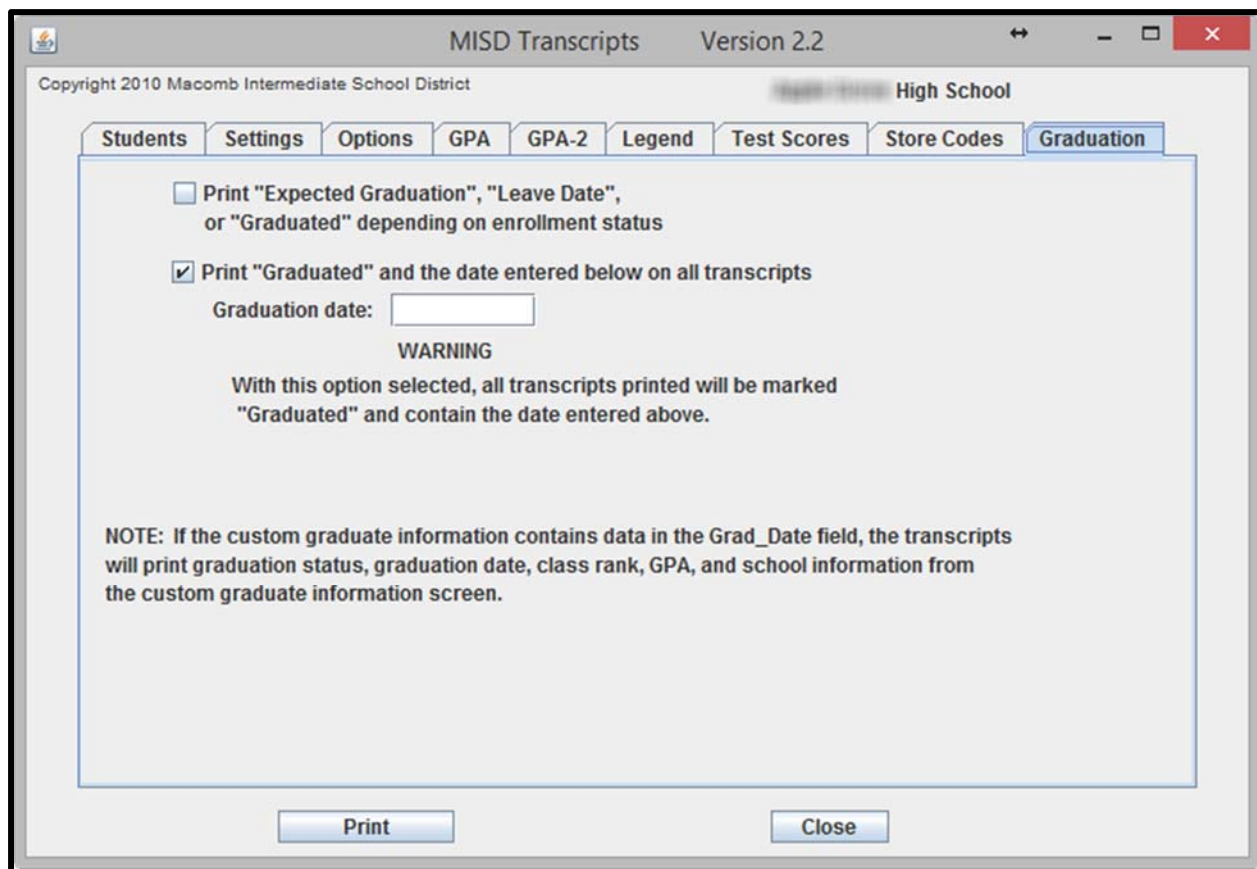 MISD Transcripts Version 2.2
Copyright 2010 Macomb Intermediate School District
High School
Students Settings Options GPA GPA-2 Legend Test Scores Store Codes Graduation
Print "Expected Graduation", "Leave Date",
or "Graduated" depending on enrollment status
Print "Graduated" and the date entered below on all transcripts
Graduation date:
WARNING
With this option selected, all transcripts printed will be marked
"Graduated" and contain the date entered above.
NOTE: If the custom graduate information contains data in the Grad_Date field, the transcripts
will print graduation status, graduation date, class rank, GPA, and school information from
the custom graduate information screen.
Print Close